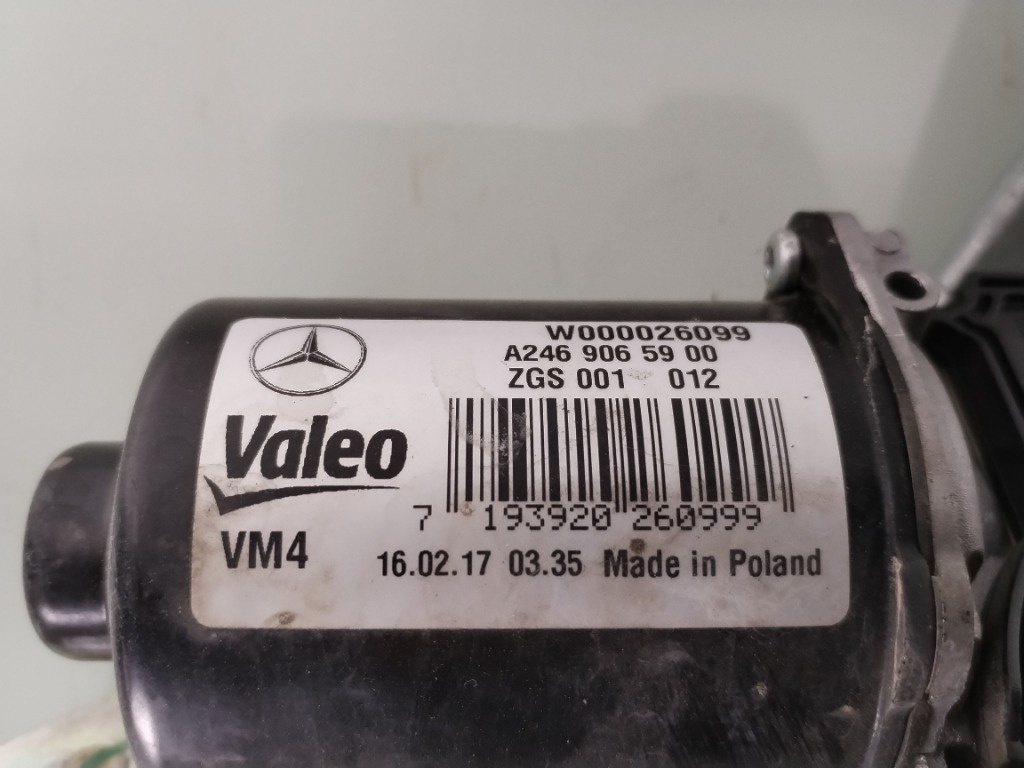 W000026099
A246 906 59 00
ZGS 001 012
Valeo
7 193920 260999
VM4
16.02.17 03.35 Made in Poland